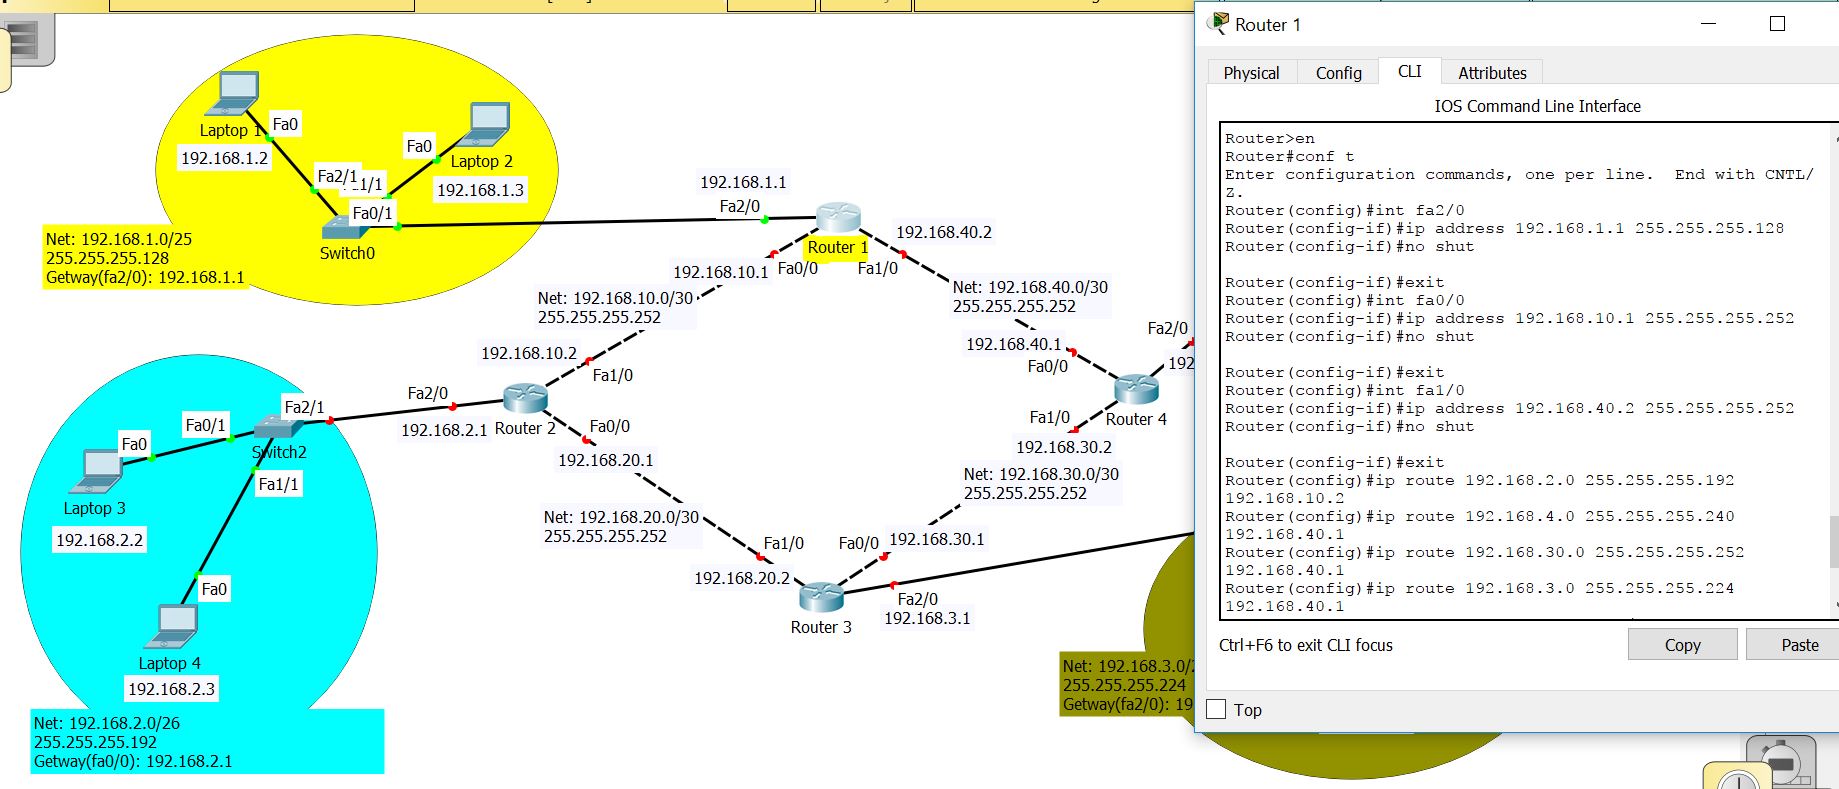 Router 1
Physical
Config
CLI
Attributes
IOS Command Line Interface
Router>en
Router#conf t
Enter configuration commands, one per line.  End with CNTL/
Z.
Router(config)#int fa2/0
Router(config-if)#ip address 192.168.1.1 255.255.255.128
Router(config-if)#no shut
Router(config-if)#exit
Router(config)#int fa0/0
Router(config-if)#ip address 192.168.10.1 255.255.255.252
Router(config-if)#no shut
Router(config-if)#exit
Router(config)#int fa1/0
Router(config-if)#ip address 192.168.40.2 255.255.255.252
Router(config-if)#no shut
Router(config-if)#exit
Router(config)#ip route 192.168.2.0 255.255.255.192
192.168.10.2
Router(config)#ip route 192.168.4.0 255.255.255.240
192.168.40.1
Router(config)#ip route 192.168.30.0 255.255.255.252
192.168.40.1
Router(config)#ip route 192.168.3.0 255.255.255.224
192.168.40.1
Ctrl+F6 to exit CLI focus
Copy
Paste
Top
Laptop 1
Fa0
192.168.1.2
Fa0
Laptop 2
192.168.1.3
Fa2/1
1/1
Fa0/1
Switch0
Net: 192.168.1.0/25
255.255.255.128
Getway(fa2/0): 192.168.1.1
192.168.1.1
Fa2/0
Router 1
192.168.40.2
Fa0/0
Fa1/0
192.168.10.1
Net: 192.168.10.0/30
255.255.255.252
Net: 192.168.40.0/30
255.255.255.252
192.168.10.2
Fa1/0
192.168.40.1
Fa0/0
Fa2/0
192
Router 4
Fa1/0
192.168.30.2
Fa2/0
192.168.2.1
Router 2
Fa0/0
192.168.20.1
Net: 192.168.30.0/30
255.255.255.252
Net: 192.168.20.0/30
255.255.255.252
Fa1/0
192.168.20.2
Fa0/0
192.168.30.1
Router 3
Fa2/0
192.168.3.1
Fa2/1
Fa0/1
Switch2
Fa0
Laptop 3
192.168.2.2
Fa1/1
Fa0
Laptop 4
192.168.2.3
Net: 192.168.2.0/26
255.255.255.192
Getway(fa0/0): 192.168.2.1
Net: 192.168.3.0/2
255.255.255.224
Getway(fa2/0): 19